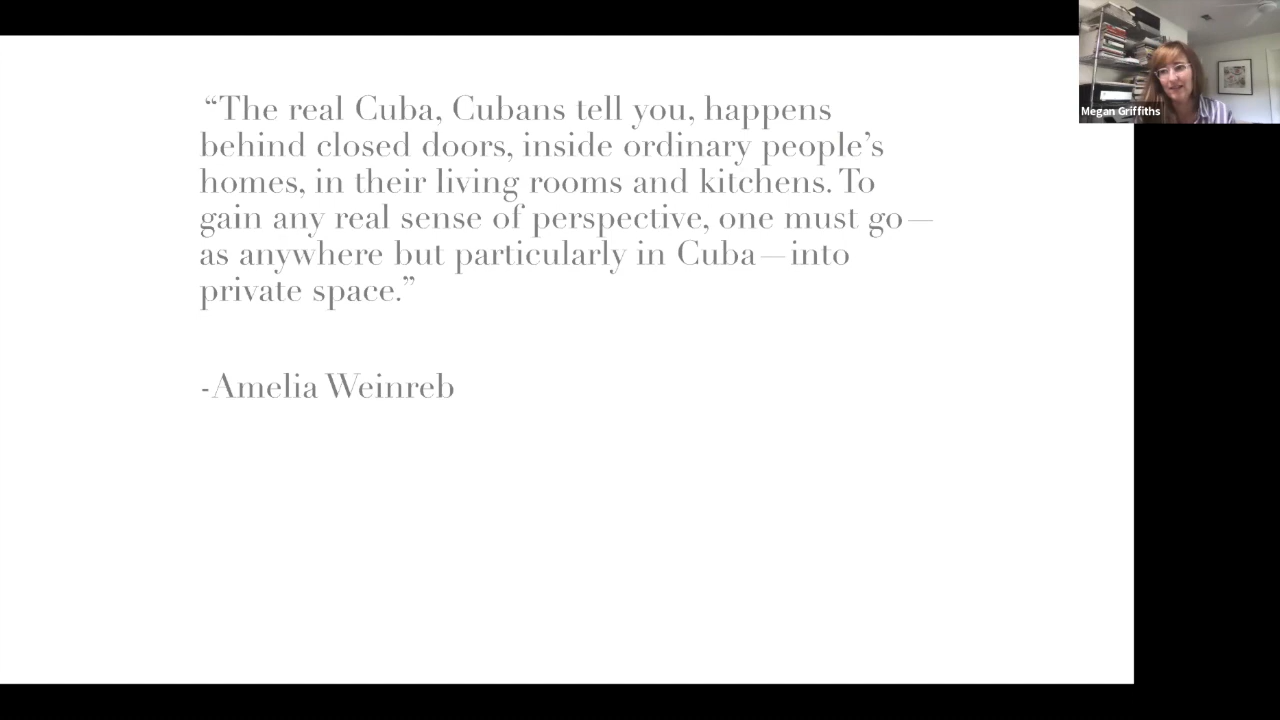 “The real Cuba, Cubans tell you, happens
behind closed doors, inside ordinary people’s
homes, in their living rooms and kitchens. To
gain any real sense of perspective, one must go—
as anywhere but particularly in Cuba—into
private space.”
-Amelia Weinreb
Megan Griffiths